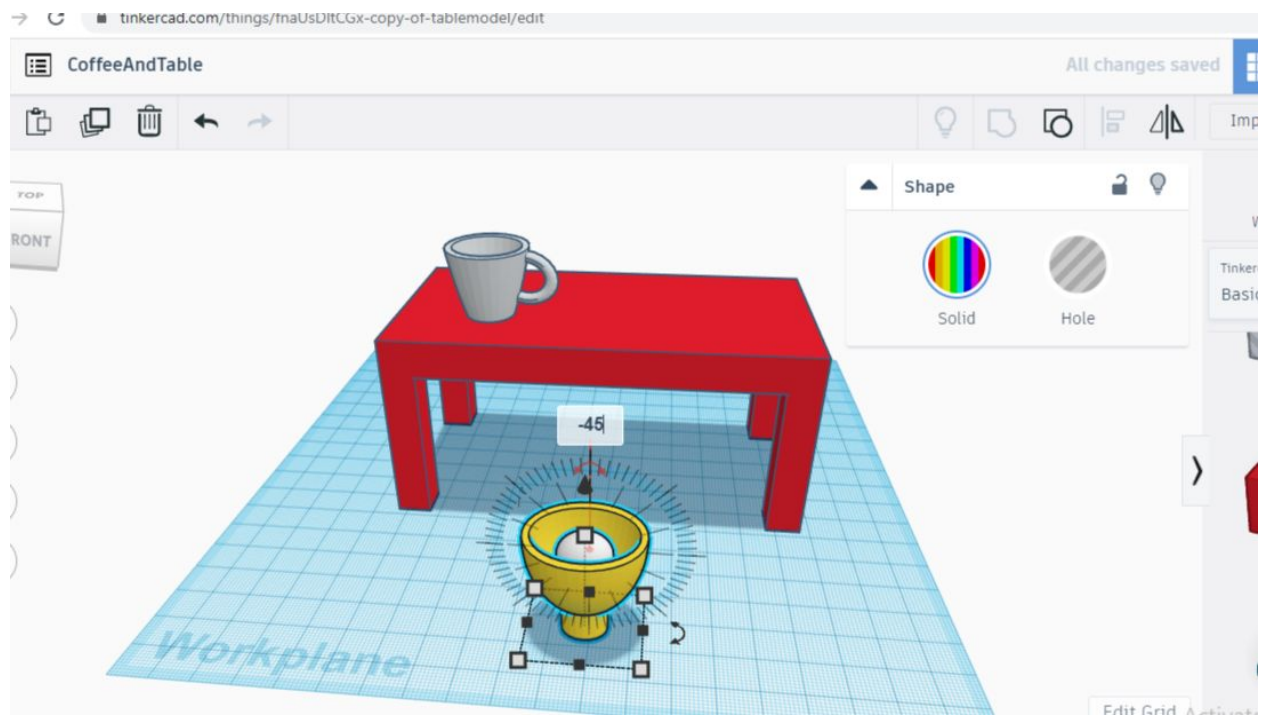 tinkercad.com/things/fnaUsDltCGx-copy-of-tablemodel/edit
CoffeeAndTable
All changes saved
Imp
TOP
RONT
Shape
Solid
Hole
Tinker
Basic
-45
Workplane
Edit Grid